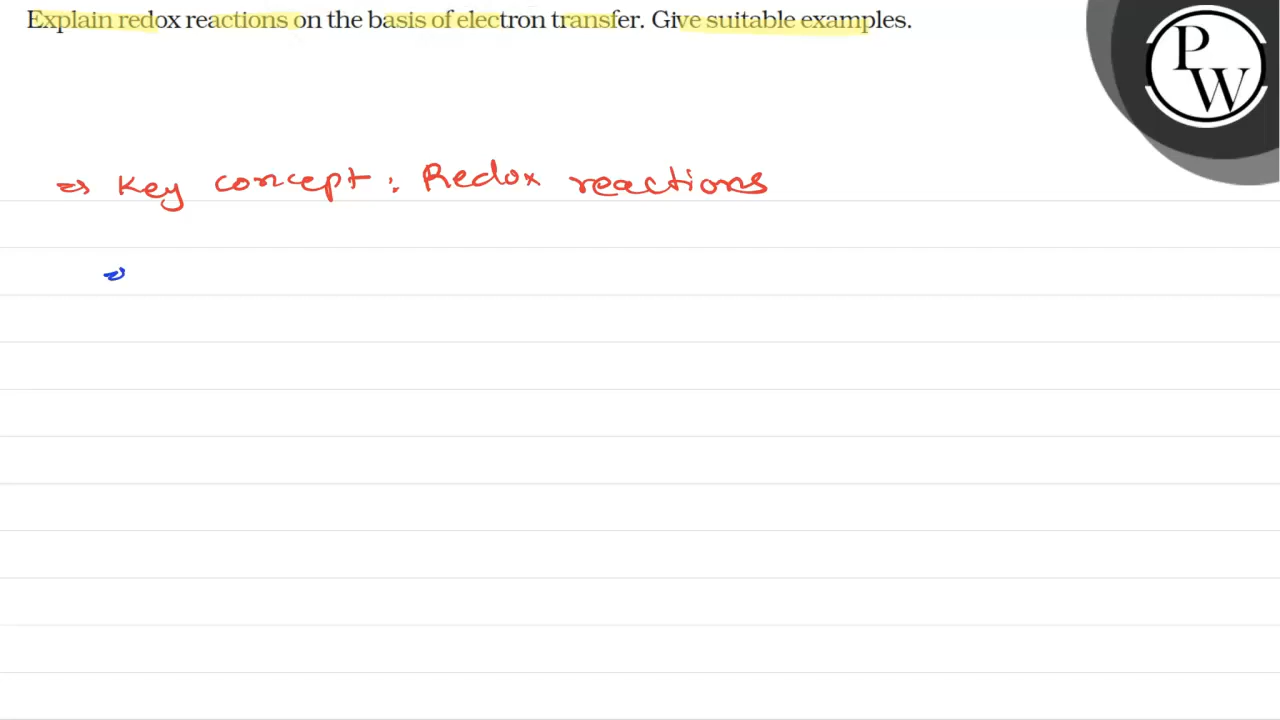 Explain redox reactions on the basis of electron transfer. Give suitable examples.
PW
⇒ Key concept : Redox reactions
⇒